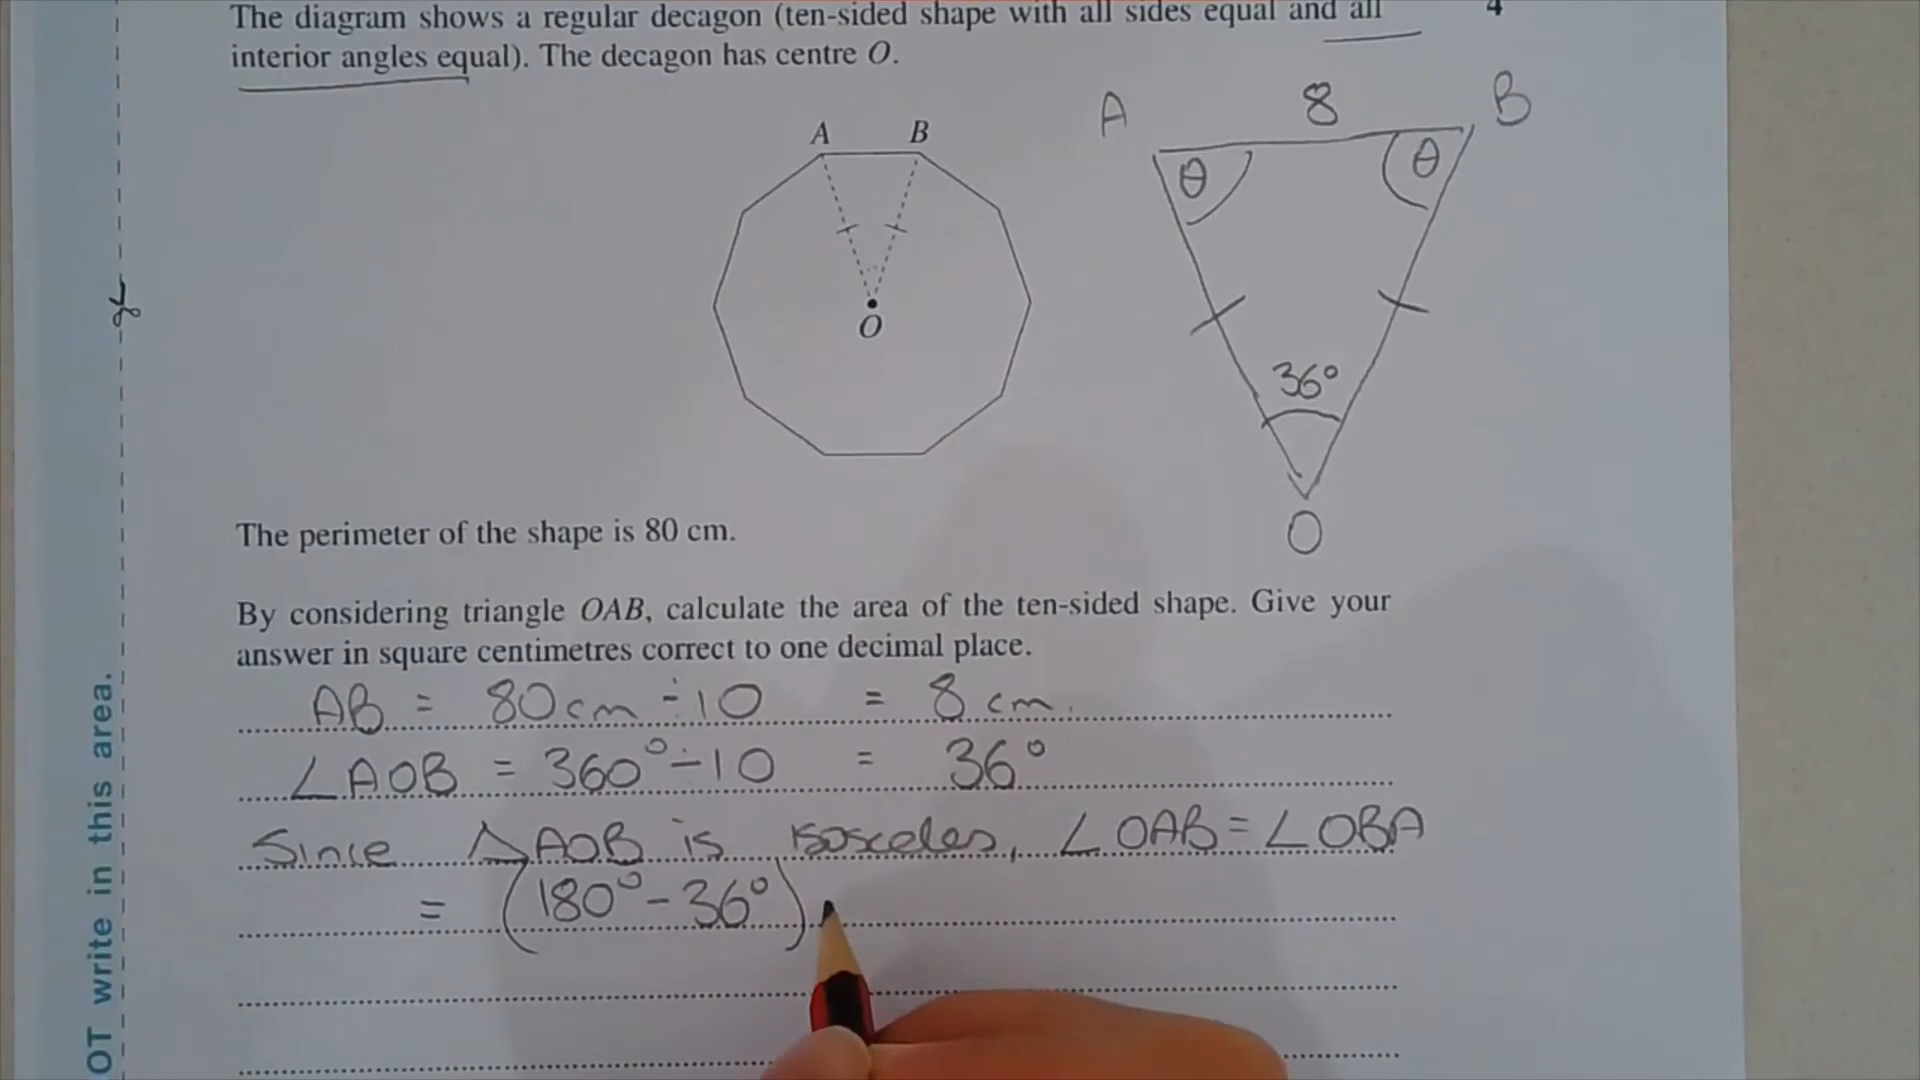 The diagram shows a regular decagon (ten-sided shape with all sides equal and all
4
interior angles equal). The decagon has centre O.
A 8 B
A B
θ θ
O
36°
O
The perimeter of the shape is 80 cm.
By considering triangle OAB, calculate the area of the ten-sided shape. Give your
answer in square centimetres correct to one decimal place.
AB = 80cm ÷ 10 = 8 cm.
∠AOB = 360° ÷ 10 = 36°
Since △AOB is isosceles, ∠OAB = ∠OBA
= (180° - 36°)
OT write in this area.